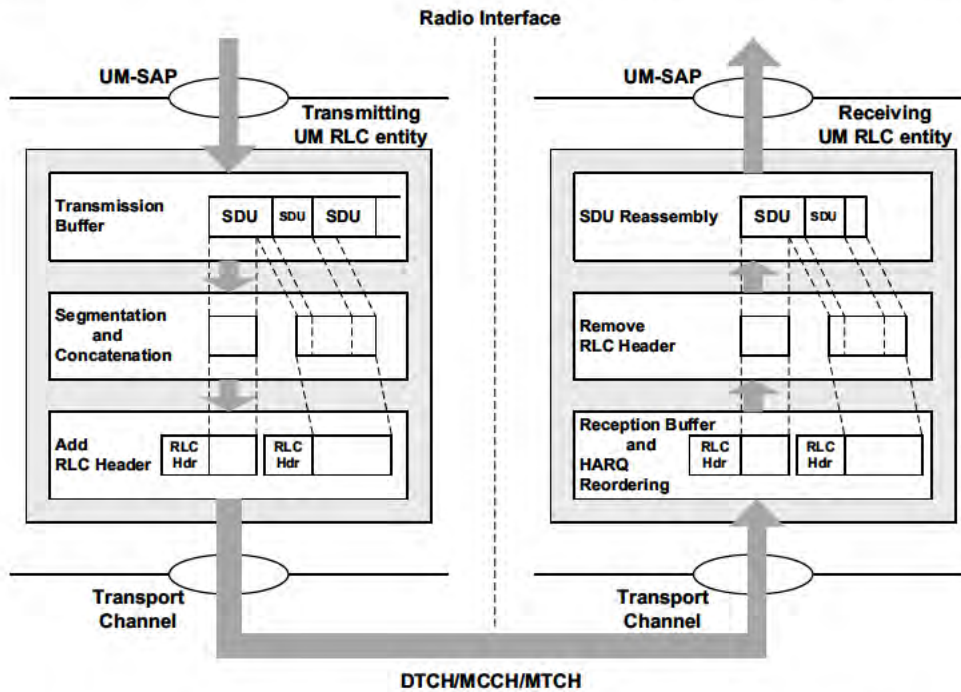 Radio Interface
UM-SAP
Transmitting
UM RLC entity
Transmission
Buffer
SDU
SDU
SDU
Segmentation
and
Concatenation
Add
RLC Header
RLC
Hdr
RLC
Hdr
Transport
Channel
UM-SAP
Receiving
UM RLC entity
SDU Reassembly
SDU
SDU
Remove
RLC Header
Reception Buffer
and
HARQ
Reordering
RLC
Hdr
RLC
Hdr
Transport
Channel
DTCH/MCCH/MTCH